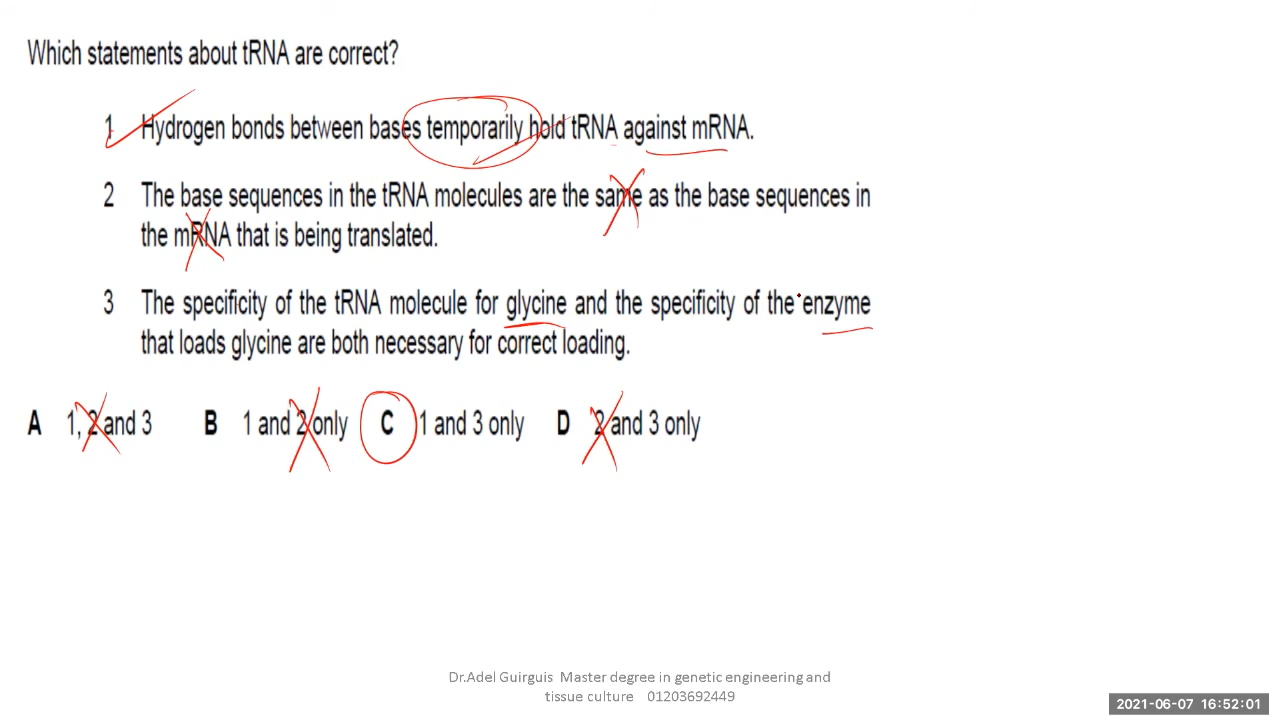 Which statements about tRNA are correct?
1 Hydrogen bonds between bases temporarily hold tRNA against mRNA.
2 The base sequences in the tRNA molecules are the same as the base sequences in
the mRNA that is being translated.
3 The specificity of the tRNA molecule for glycine and the specificity of the enzyme
that loads glycine are both necessary for correct loading.
A 1, 2 and 3 B 1 and 2 only C 1 and 3 only D 2 and 3 only
Dr.Adel Guirguis Master degree in genetic engineering and
tissue culture 01203692449
2021-06-07 16:52:01